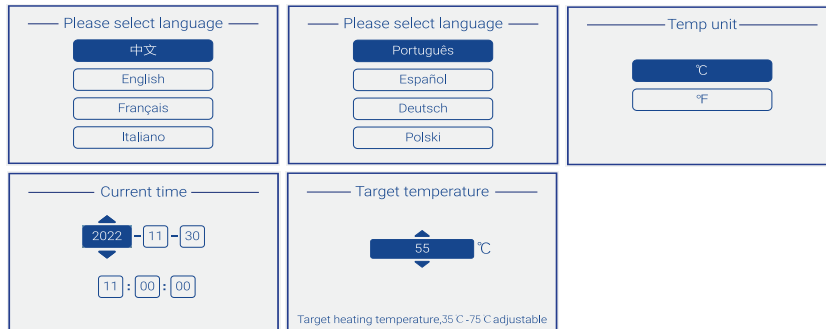 Please select language
中文
English
Français
Italiano
Please select language
Português
Español
Deutsch
Polski
Temp unit
℃
℉
Current time
2022-11-30
11:00:00
Target temperature
55 ℃
Target heating temperature,35℃-75℃ adjustable